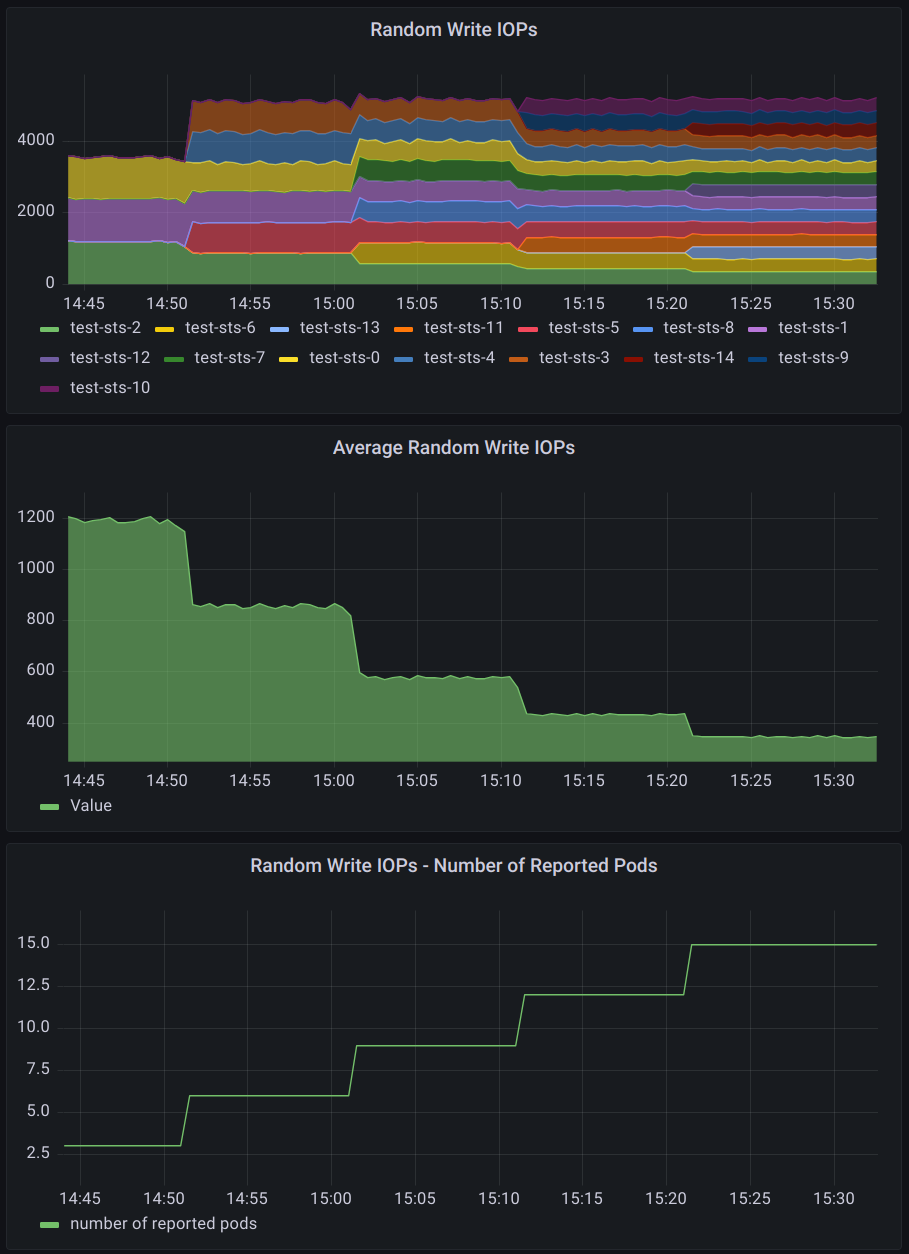 Random Write IOPs
4000
2000
0
14:45 14:50 14:55 15:00 15:05 15:10 15:15 15:20 15:25 15:30
test-sts-2 test-sts-6 test-sts-13 test-sts-11 test-sts-5 test-sts-8 test-sts-1
test-sts-12 test-sts-7 test-sts-0 test-sts-4 test-sts-3 test-sts-14 test-sts-9
test-sts-10
Average Random Write IOPs
1200
1000
800
600
400
14:45 14:50 14:55 15:00 15:05 15:10 15:15 15:20 15:25 15:30
Value
Random Write IOPs - Number of Reported Pods
15.0
12.5
10.0
7.5
5.0
2.5
14:45 14:50 14:55 15:00 15:05 15:10 15:15 15:20 15:25 15:30
number of reported pods